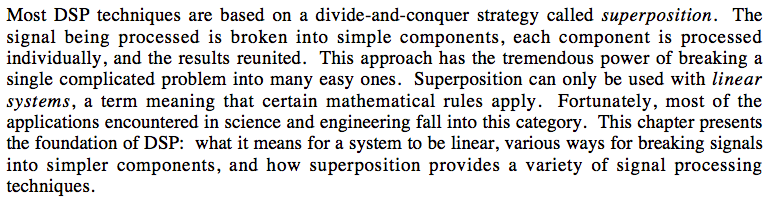 Most DSP techniques are based on a divide-and-conquer strategy called superposition. The
signal being processed is broken into simple components, each component is processed
individually, and the results reunited. This approach has the tremendous power of breaking a
single complicated problem into many easy ones. Superposition can only be used with linear
systems, a term meaning that certain mathematical rules apply. Fortunately, most of the
applications encountered in science and engineering fall into this category. This chapter presents
the foundation of DSP: what it means for a system to be linear, various ways for breaking signals
into simpler components, and how superposition provides a variety of signal processing
techniques.